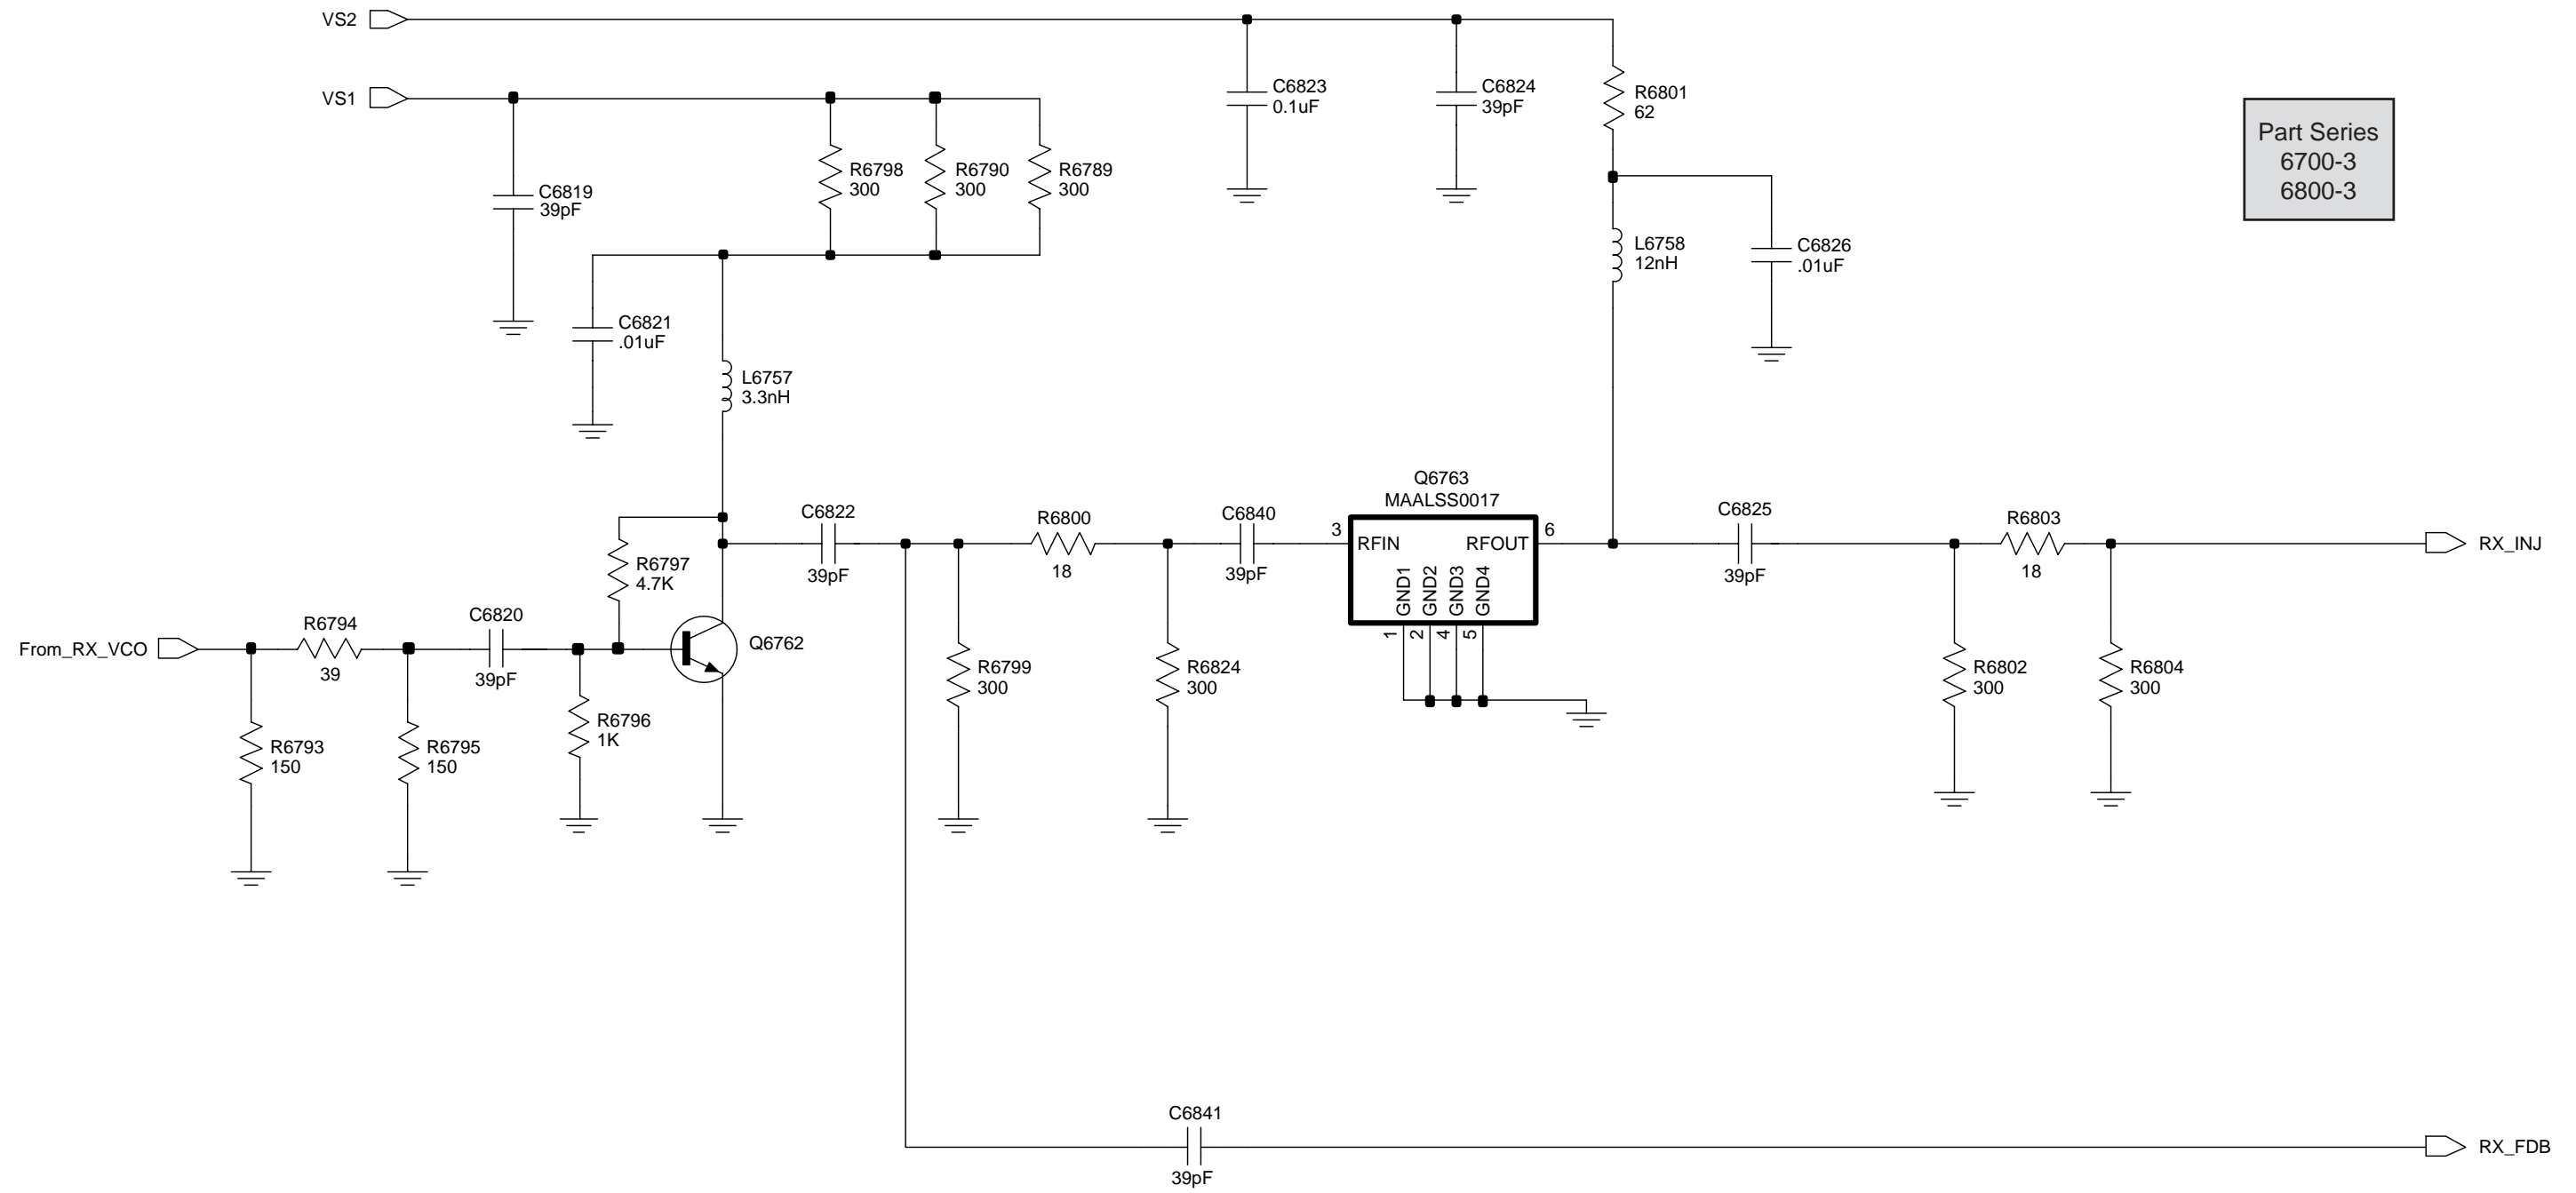 VS2
VS1
C6823
0.1uF
C6824
39pF
R6801
62
Part Series
6700-3
6800-3
R6798
300
R6790
300
R6789
300
C6819
39pF
L6758
12nH
C6826
.01uF
C6821
.01uF
L6757
3.3nH
Q6763
MAALSS0017
C6822
39pF
R6800
18
C6840
39pF
3
RFIN
RFOUT
6
GND1
GND2
GND3
GND4
1
2
4
5
C6825
39pF
R6803
18
RX_INJ
R6797
4.7K
From_RX_VCO
R6794
39
C6820
39pF
Q6762
R6799
300
R6824
300
R6802
300
R6804
300
R6796
1K
R6793
150
R6795
150
C6841
39pF
RX_FDB